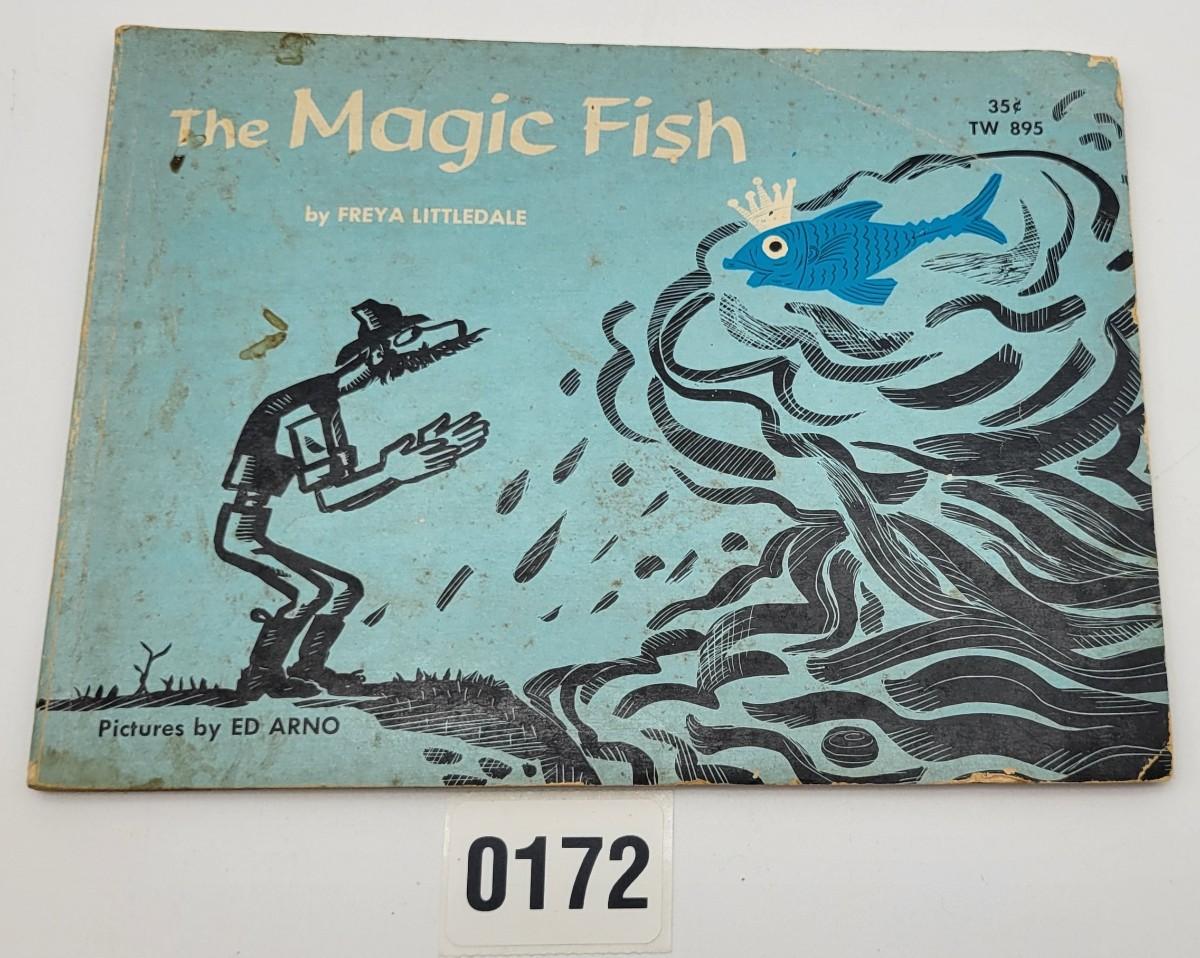 The Magic Fish
35¢
TW 895
by FREYA LITTLEDALE
Pictures by ED ARNO
0172